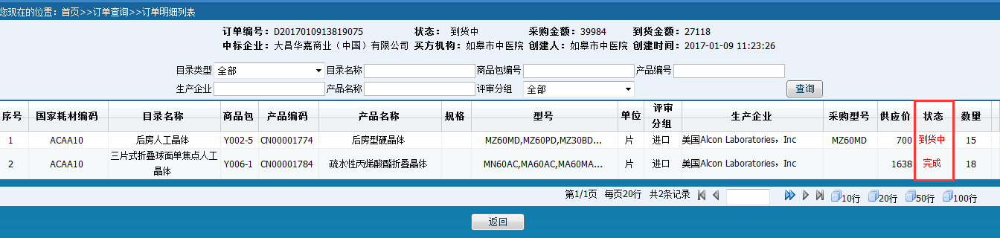 您现在的位置：首页>>订单查询>>订单明细列表
订单编号：D2017010913819075 状态： 到货中 采购金额：39984 到货金额：27118
中标企业：大昌华嘉商业（中国）有限公司 买方机构：如皋市中医院 创建人：如皋市中医院 创建时间：2017-01-09 11:23:26
目录类型 全部 目录名称 商品包编号 产品编号
生产企业 产品名称 评审分组 全部 查询
序号 国家耗材编码 目录名称 商品包 产品编码 产品名称 规格 型号 单位 评审分组 生产企业 采购型号 供应价 状态 数量
1 ACAA10 后房人工晶体 Y002-5 CN00001774 后房型硬晶体 MZ60MD,MZ60PD,MZ30BD... 片 进口 美国Alcon Laboratories，Inc MZ60MD 700 到货中 15
2 ACAA10 三片式折叠球面单焦点人工晶体 Y006-1 CN00001784 疏水性丙烯酸酯折叠晶体 MN60AC,MA60AC,MA60MA... 片 进口 美国Alcon Laboratories，Inc 1638 完成 18
第1/1页 每页20行 共2条记录 10行 20行 50行 100行
返回